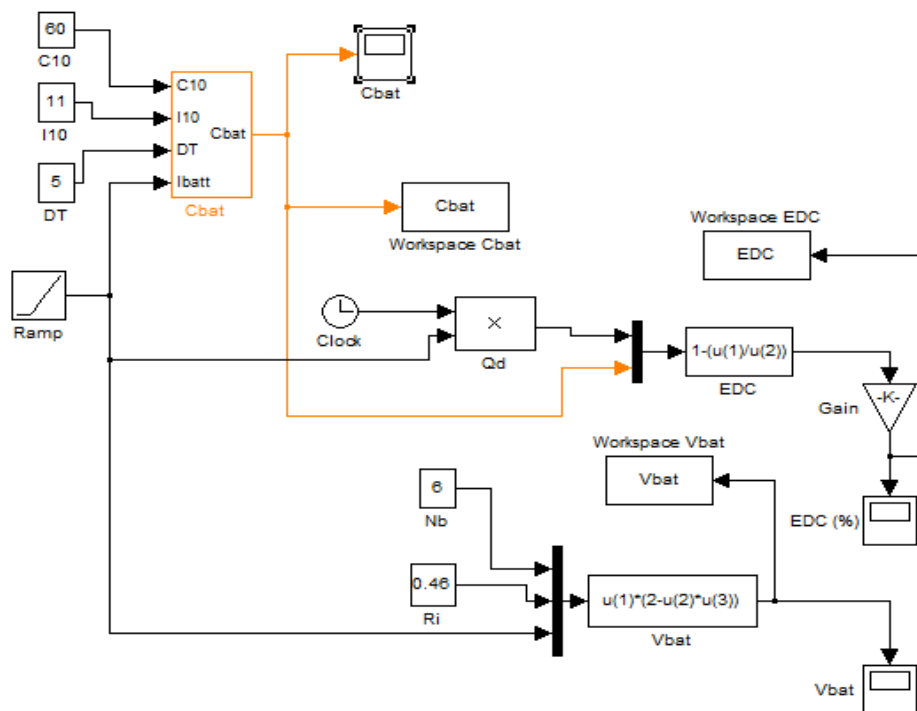 60
C10
11
I10
5
DT
C10
I10
DT
Ibatt
Cbat
Cbat
Cbat
Cbat
Workspace Cbat
Workspace EDC
EDC
Ramp
Clock
×
Qd
1-(u(1)/u(2))
EDC
-K-
Gain
EDC (%)
Workspace Vbat
Vbat
6
Nb
0.46
Ri
u(1)*(2-u(2)*u(3))
Vbat
Vbat